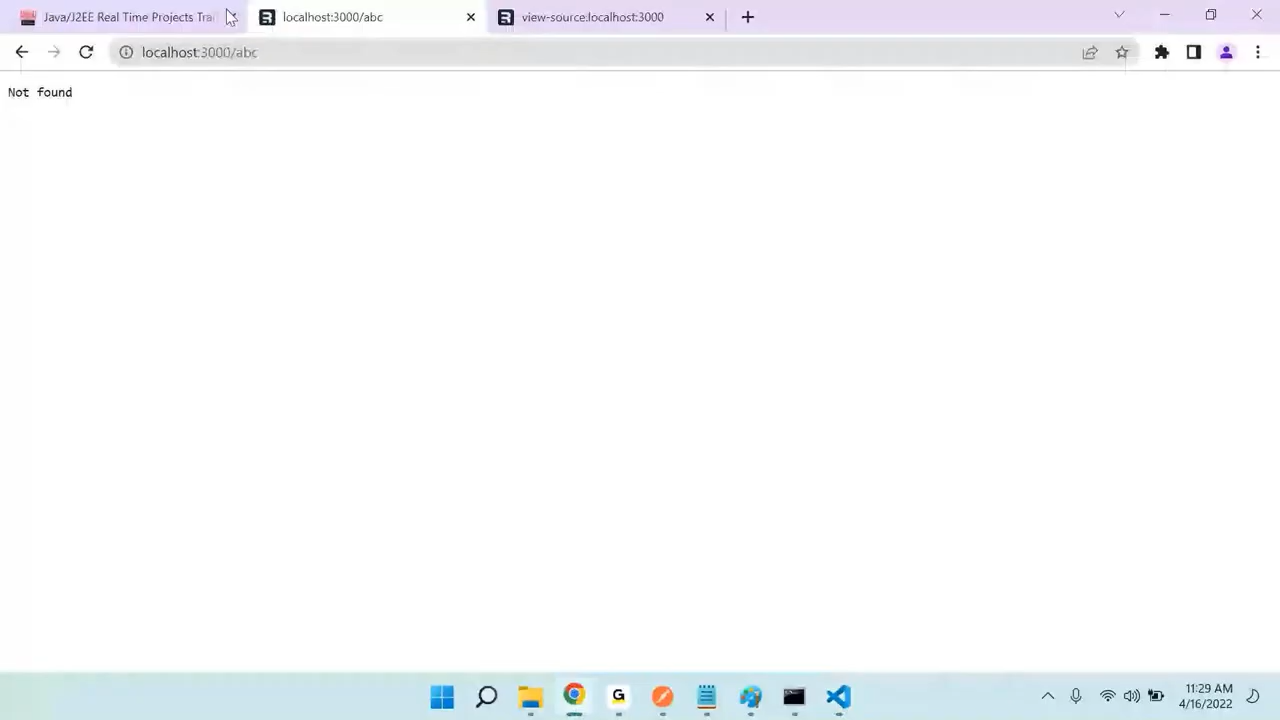 Java/J2EE Real Time Projects Trai
localhost:3000/abc
view-source:localhost:3000
localhost:3000/abc
Not found
G
11:29 AM
4/16/2022